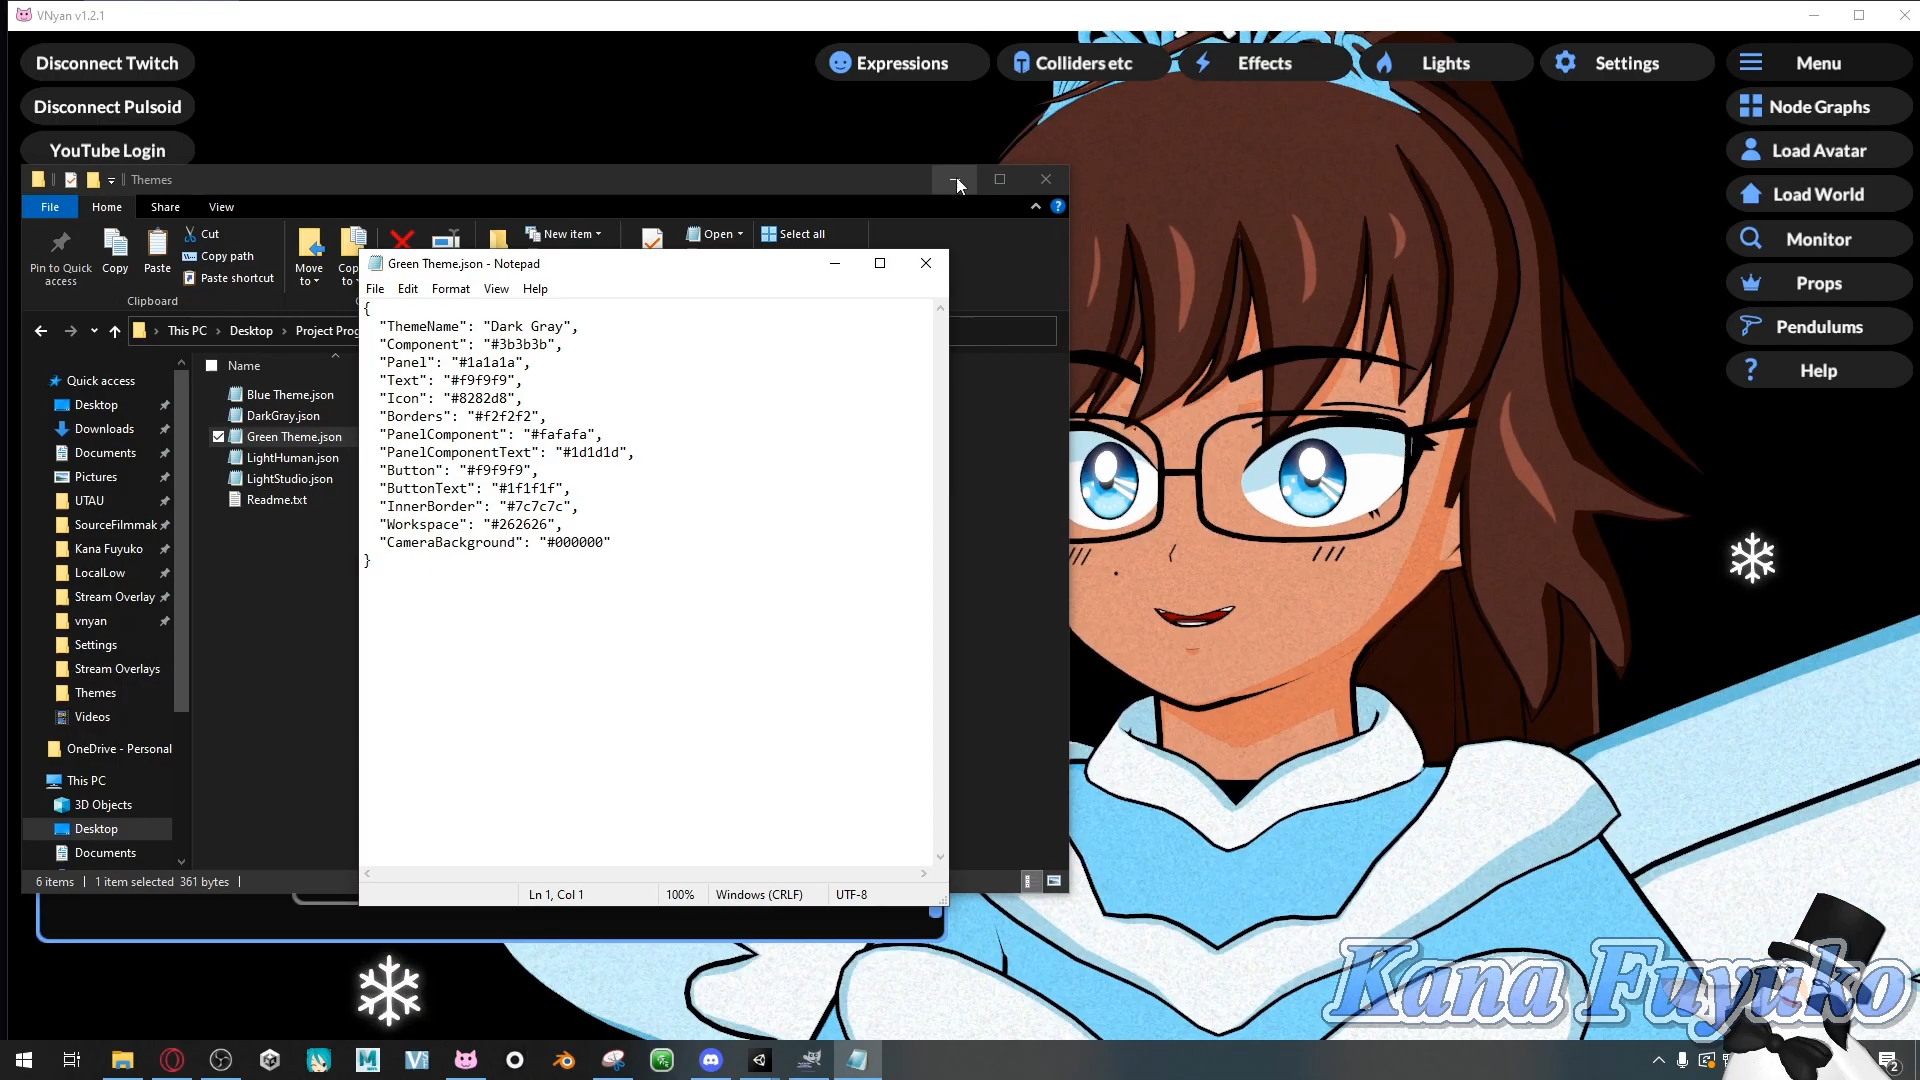 VNyan v1.2.1
Disconnect Twitch
Expressions
Colliders etc
Effects
Lights
Settings
Menu
Disconnect Pulsoid
Node Graphs
YouTube Login
Load Avatar
Themes
Load World
File
Home
Share
View
Monitor
Pin to Quick access
Copy
Paste
Cut
Copy path
Paste shortcut
Move to
New item
Open
Select all
Clipboard
Props
Pendulums
Help
Green Theme.json - Notepad
File
Edit
Format
View
Help
This PC
Desktop
Name
Quick access
Desktop
Downloads
Documents
Pictures
UTAU
SourceFilmmak
Kana Fuyuko
LocalLow
Stream Overlay
vnyan
Settings
Stream Overlays
Themes
Videos
OneDrive - Personal
This PC
3D Objects
Desktop
Documents
Blue Theme.json
DarkGray.json
Green Theme.json
LightHuman.json
LightStudio.json
Readme.txt
{
"ThemeName": "Dark Gray",
"Component": "#3b3b3b",
"Panel": "#1a1a1a",
"Text": "#f9f9f9",
"Icon": "#8282d8",
"Borders": "#f2f2f2",
"PanelComponent": "#fafafa",
"PanelComponentText": "#1d1d1d",
"Button": "#f9f9f9",
"ButtonText": "#1f1f1f",
"InnerBorder": "#7c7c7c",
"Workspace": "#262626",
"CameraBackground": "#000000"
}
6 items
1 item selected 361 bytes
Ln 1, Col 1
100%
Windows (CRLF)
UTF-8
Kana Fuyuko
2